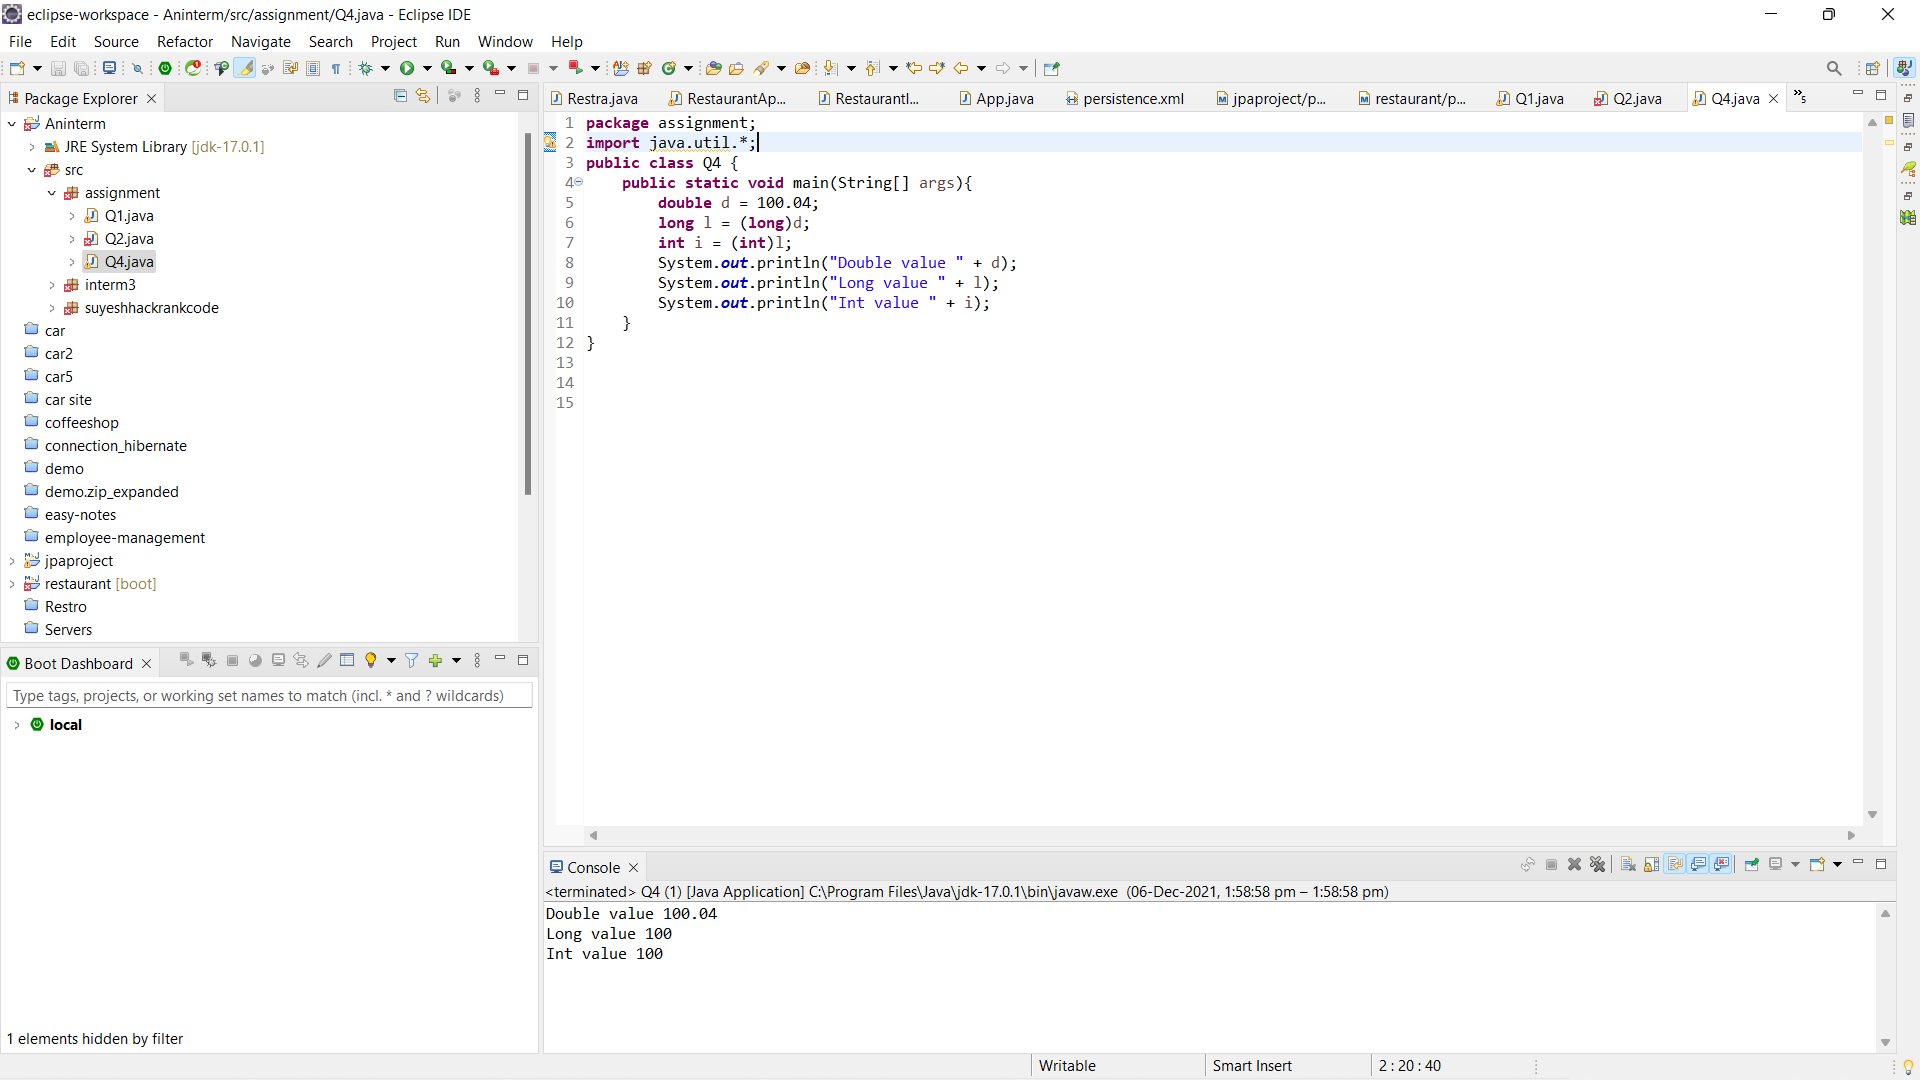 eclipse-workspace - Aninterm/src/assignment/Q4.java - Eclipse IDE
File Edit Source Refactor Navigate Search Project Run Window Help
Package Explorer
Aninterm
JRE System Library [jdk-17.0.1]
src
assignment
Q1.java
Q2.java
Q4.java
interm3
suyeshhackrankcode
car
car2
car5
car site
coffeeshop
connection_hibernate
demo
demo.zip_expanded
easy-notes
employee-management
jpaproject
restaurant [boot]
Restro
Servers
Boot Dashboard
Type tags, projects, or working set names to match (incl. * and ? wildcards)
local
1 elements hidden by filter
Restra.java RestaurantAp... RestaurantI... App.java persistence.xml jpaproject/p... restaurant/p... Q1.java Q2.java Q4.java »5
1 package assignment;
2 import java.util.*;
3 public class Q4 {
4 public static void main(String[] args){
5 double d = 100.04;
6 long l = (long)d;
7 int i = (int)l;
8 System.out.println("Double value " + d);
9 System.out.println("Long value " + l);
10 System.out.println("Int value " + i);
11 }
12 }
13
14
15
Console
<terminated> Q4 (1) [Java Application] C:\Program Files\Java\jdk-17.0.1\bin\javaw.exe (06-Dec-2021, 1:58:58 pm – 1:58:58 pm)
Double value 100.04
Long value 100
Int value 100
Writable Smart Insert 2 : 20 : 40